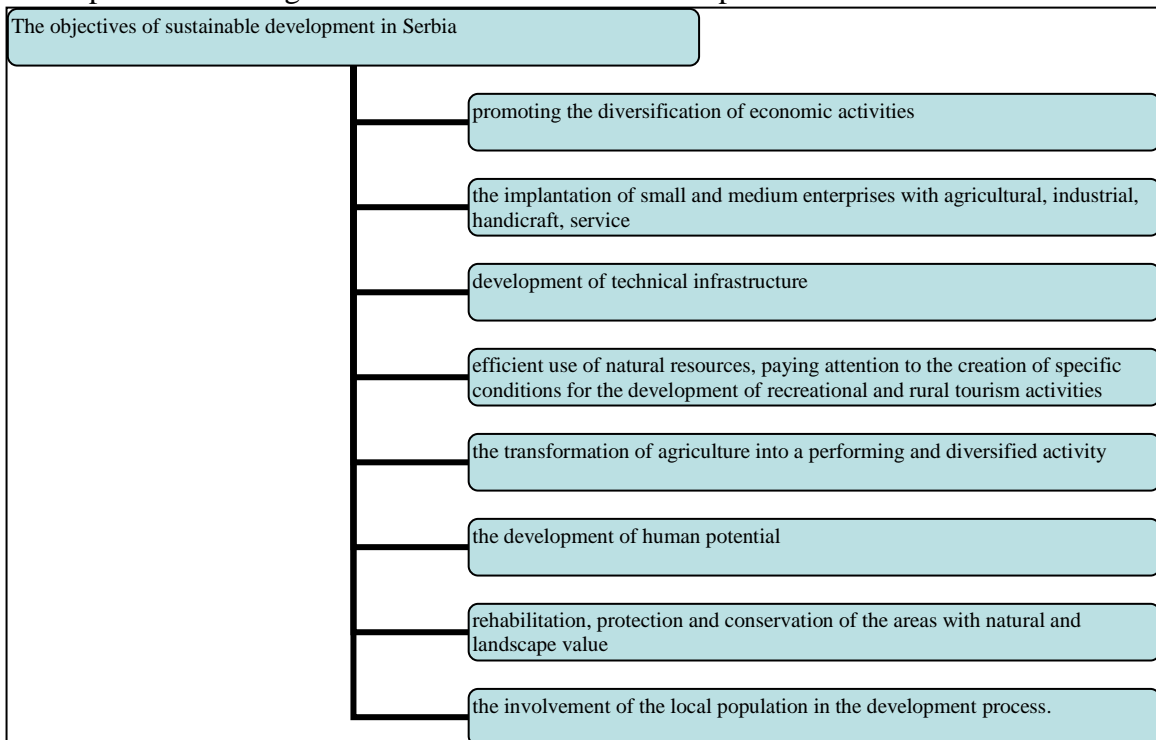 The objectives of sustainable development in Serbia
promoting the diversification of economic activities
the implantation of small and medium enterprises with agricultural, industrial,
handicraft, service
development of technical infrastructure
efficient use of natural resources, paying attention to the creation of specific
conditions for the development of recreational and rural tourism activities
the transformation of agriculture into a performing and diversified activity
the development of human potential
rehabilitation, protection and conservation of the areas with natural and
landscape value
the involvement of the local population in the development process.